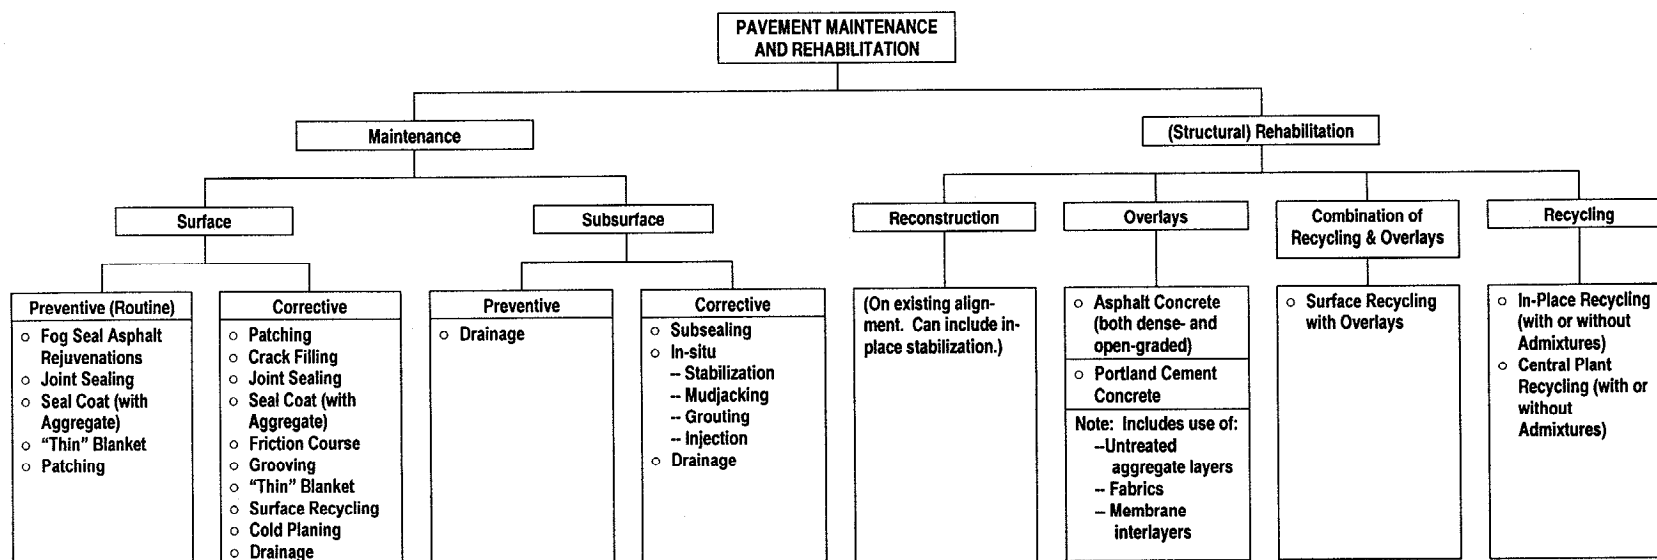 PAVEMENT MAINTENANCE
AND REHABILITATION
Maintenance
(Structural) Rehabilitation
Surface
Subsurface
Reconstruction
Overlays
Combination of
Recycling & Overlays
Recycling
Preventive (Routine)
○ Fog Seal Asphalt
Rejuvenations
○ Joint Sealing
○ Seal Coat (with
Aggregate)
○ “Thin” Blanket
○ Patching
Corrective
○ Patching
○ Crack Filling
○ Joint Sealing
○ Seal Coat (with
Aggregate)
○ Friction Course
○ Grooving
○ “Thin” Blanket
○ Surface Recycling
○ Cold Planing
○ Drainage
Preventive
○ Drainage
Corrective
○ Subsealing
○ In-situ
-- Stabilization
-- Mudjacking
-- Grouting
-- Injection
○ Drainage
(On existing align-
ment. Can include in-
place stabilization.)
○ Asphalt Concrete
(both dense- and
open-graded)
○ Portland Cement
Concrete
Note: Includes use of:
--Untreated
aggregate layers
-- Fabrics
-- Membrane
interlayers
○ Surface Recycling
with Overlays
○ In-Place Recycling
(with or without
Admixtures)
○ Central Plant
Recycling (with or
without
Admixtures)